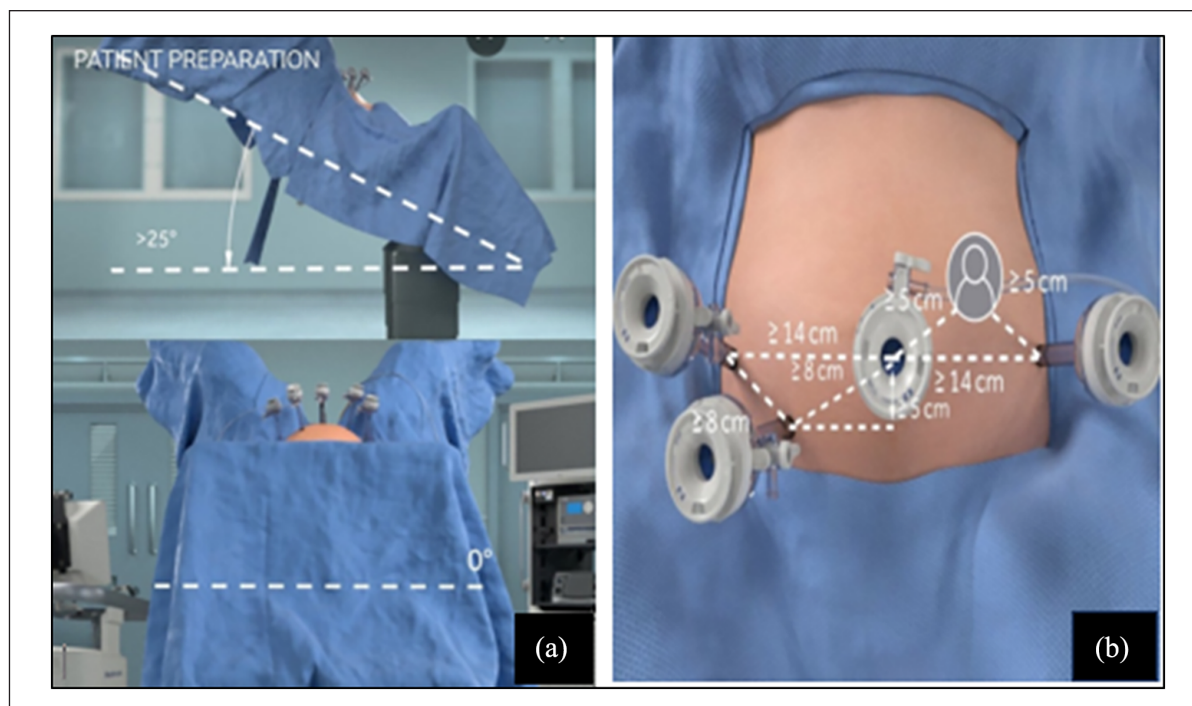 PATIENT PREPARATION
>25°
0°
(a)
≥5 cm
≥5 cm
≥14 cm
≥8 cm
≥14 cm
≥5 cm
≥8 cm
(b)